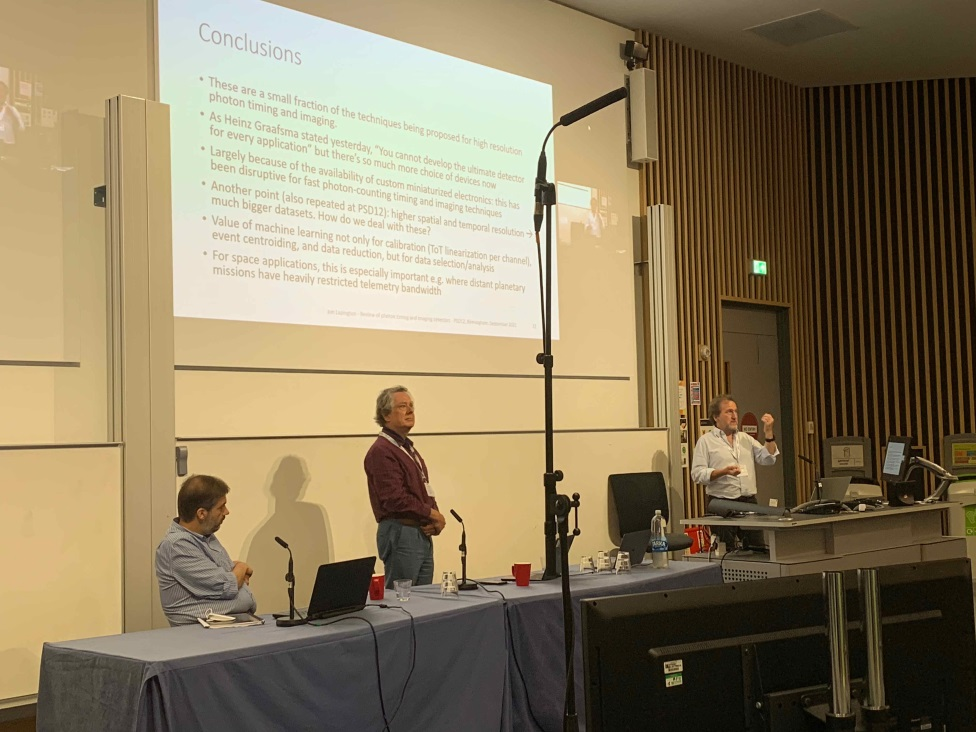 Conclusions
• These are a small fraction of the techniques being proposed for high resolution
photon timing and imaging.
• As Heinz Graafsma stated yesterday, "You cannot develop the ultimate detector
for every application" but there's so much more choice of devices now
• Largely because of the availability of custom miniaturized electronics; this has
been disruptive for fast photon-counting timing and imaging techniques
• Another point (also repeated at PSD12): higher spatial and temporal resolution →
much bigger datasets. How do we deal with these?
• Value of machine learning not only for calibration (ToT linearization per channel),
event centroiding, and data reduction, but for data selection/analysis
• For space applications, this is especially important e.g. where distant planetary
missions have heavily restricted telemetry bandwidth